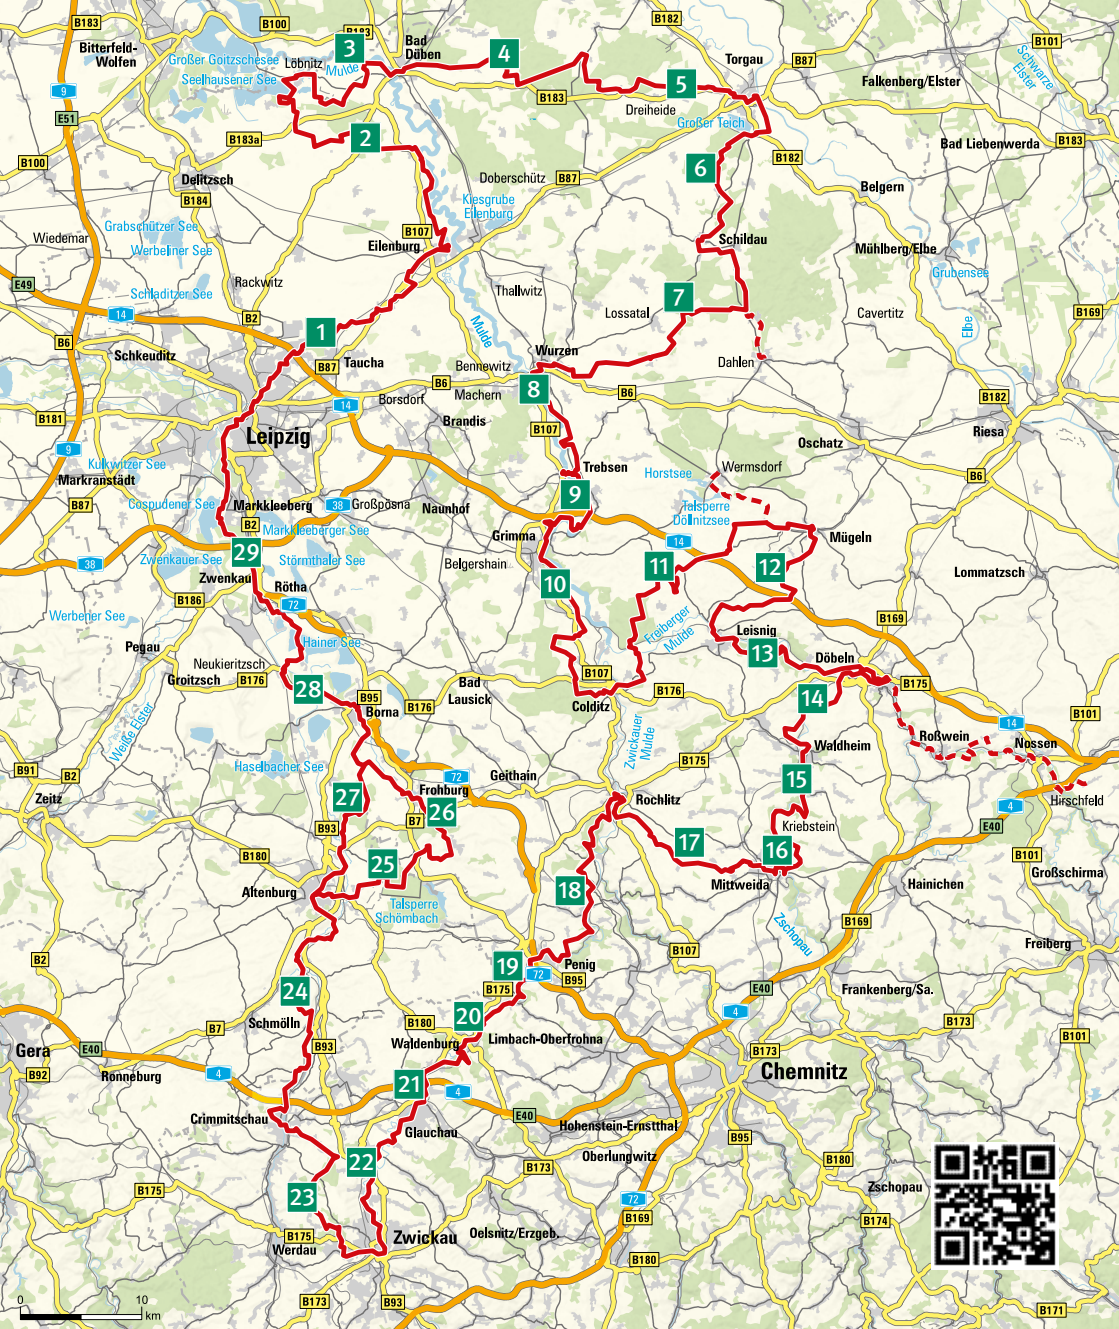 B183
B100
B183
B182
B101
Bitterfeld-
Wolfen
Großer Goitzschesee
Seelhausener See
3
Löbnitz
Mulde
Bad
Düben
4
Torgau
B87
Schwarze
Elster
Falkenberg/Elster
9
E51
5
B183
Dreiheide
Großer Teich
B183a
2
B183
Bad Liebenwerda
B100
B182
6
Delitzsch
Doberschütz
B87
Belgern
B184
Kiesgrube
Eilenburg
Grabschützer See
Wiedemar
Werbeliner See
B107
Eilenburg
Schildau
Mühlberg/Elbe
Grubensee
E49
Rackwitz
Schladitzer See
Thallwitz
7
Lossatal
Cavertitz
B169
14
B2
1
Mulde
Elbe
B6
Schkeuditz
B87
Taucha
Bennewitz
Wurzen
Dahlen
B6
Machern
8
B6
B182
Borsdorf
14
B181
Brandis
B107
Riesa
Leipzig
Oschatz
9
Kulkwitzer See
Markranstädt
Trebsen
Horstsee
Wermsdorf
B6
B87
Cospudener See
Markkleeberg
38
Großpösna
Naunhof
9
Talsperre
Döllnitzsee
B2
Markkleeberger See
Grimma
14
Mügeln
38
Zwenkauer See
29
Störmthaler See
Zwenkau
Belgershain
10
11
12
Lommatzsch
Rötha
B186
72
Werbener See
Freiberger
Mulde
B169
Leisnig
Pegau
Hainer See
13
Döbeln
Neukieritzsch
Groitzsch
B176
28
B95
Borna
B176
Bad
Lausick
B107
B176
Colditz
14
B175
Weiße Elster
Zwickauer
Mulde
B101
14
Roßwein
Nossen
Waldheim
B91
B2
Haselbacher See
72
Geithain
B175
15
Zeitz
27
Frohburg
26
Rochlitz
Hirschfeld
4
B93
B7
Kriebstein
E40
17
16
B101
B180
25
Großschirma
Altenburg
Mittweida
Hainichen
18
Talsperre
Schömbach
Zschopau
B169
Freiberg
B2
B107
19
72
Penig
B95
24
B175
E40
Frankenberg/Sa.
Schmölln
B7
B180
20
4
B173
Limbach-Oberfrohna
B101
Gera
E40
B93
Waldenburg
B173
B92
Ronneburg
4
21
4
Chemnitz
Crimmitschau
E40
Glauchau
Hohenstein-Ernstthal
B95
22
Oberlungwitz
B173
B180
B175
23
Zschopau
72
B169
B174
B175
Werdau
Zwickau
Oelsnitz/Erzgeb.
B180
0
10
km
B173
B93
B171